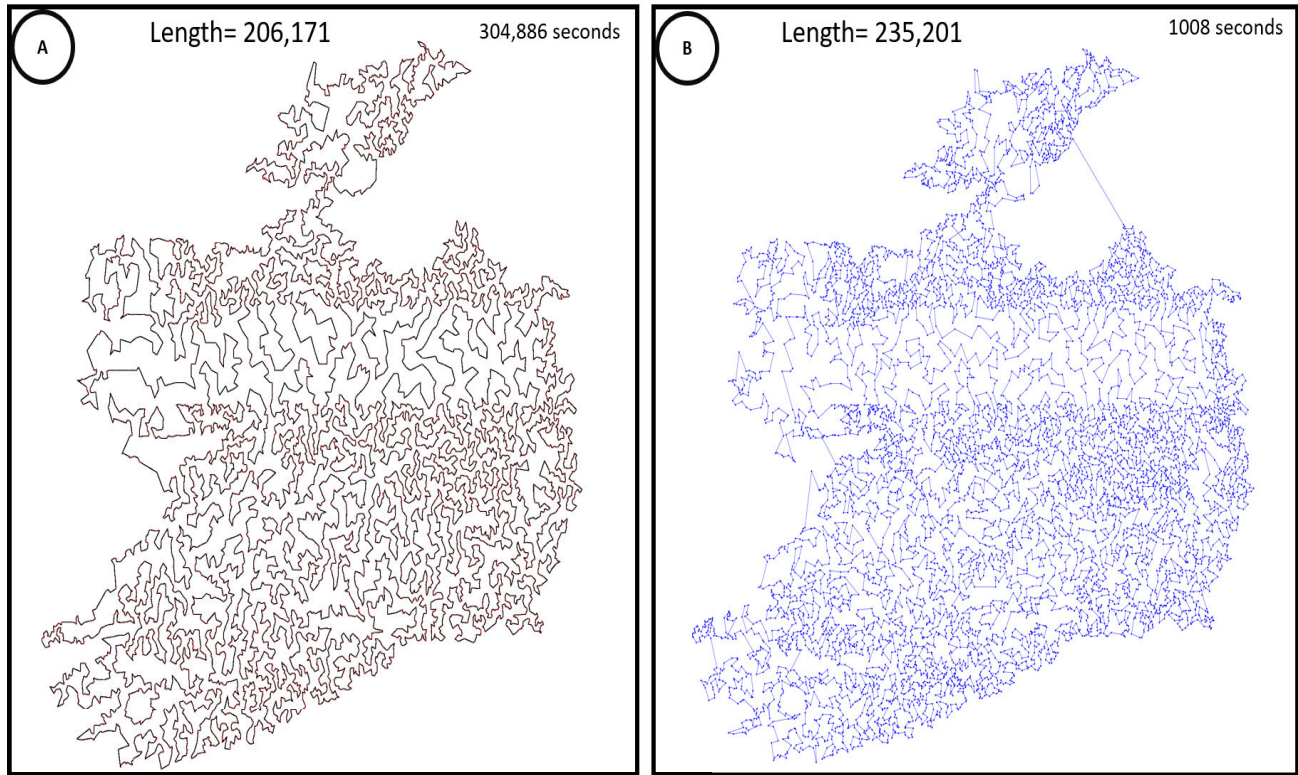 A
Length= 206,171
304,886 seconds
B
Length= 235,201
1008 seconds